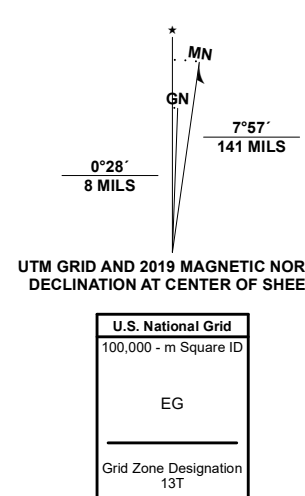 ★
MN
GN
7°57´
141 MILS
0°28´
8 MILS
UTM GRID AND 2019 MAGNETIC NOR
DECLINATION AT CENTER OF SHEE
U.S. National Grid
100,000 - m Square ID
EG
Grid Zone Designation
13T